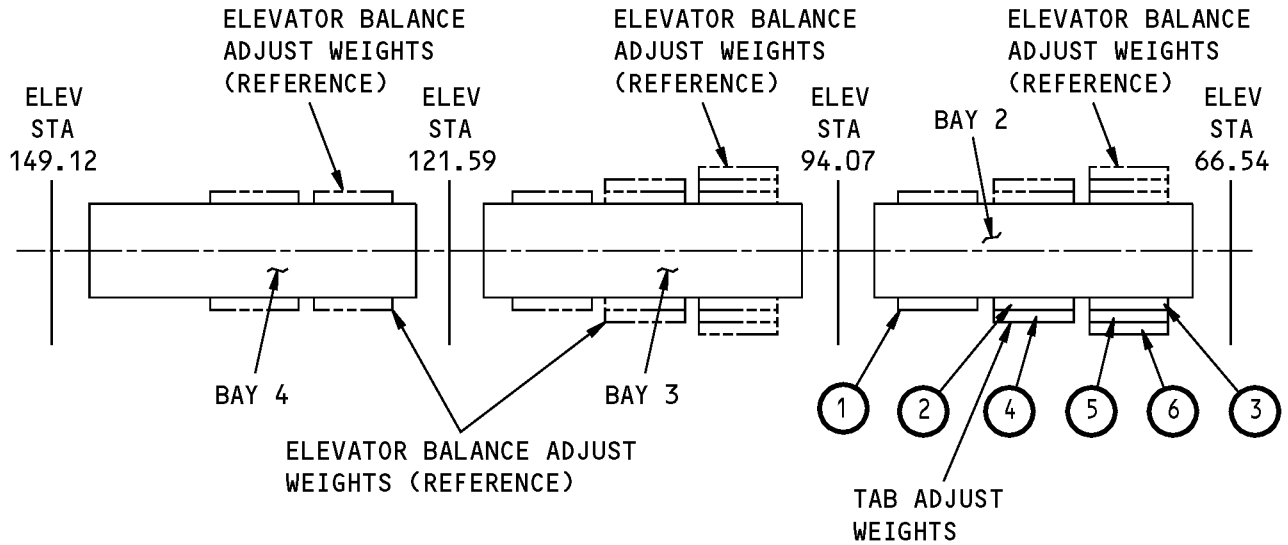 ELEVATOR BALANCE
ADJUST WEIGHTS
(REFERENCE)
ELEVATOR BALANCE
ADJUST WEIGHTS
(REFERENCE)
ELEVATOR BALANCE
ADJUST WEIGHTS
(REFERENCE)
ELEV
STA
149.12
ELEV
STA
121.59
ELEV
STA
94.07
BAY 2
ELEV
STA
66.54
BAY 4
BAY 3
1
2
4
5
6
3
ELEVATOR BALANCE ADJUST
WEIGHTS (REFERENCE)
TAB ADJUST
WEIGHTS